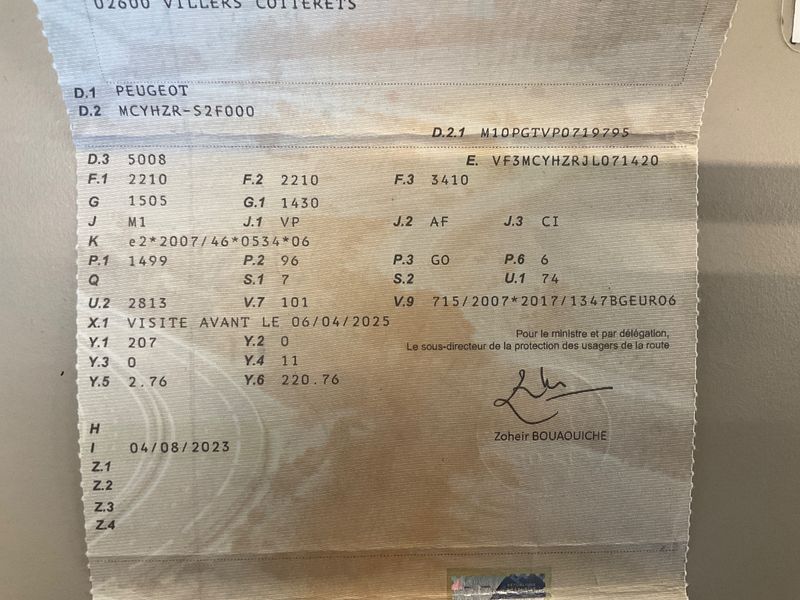 02600 VILLERS COTTERETS
D.1 PEUGEOT
D.2 MCYHZR-S2F000
D.2.1 M10PGTVP0719795
D.3 5008 E. VF3MCYHZRJL071420
F.1 2210 F.2 2210 F.3 3410
G 1505 G.1 1430
J M1 J.1 VP J.2 AF J.3 CI
K e2*2007/46*0534*06
P.1 1499 P.2 96 P.3 GO P.6 6
Q S.1 7 S.2 U.1 74
U.2 2813 V.7 101 V.9 715/2007*2017/1347BGEURO6
X.1 VISITE AVANT LE 06/04/2025
Pour le ministre et par délégation,
Y.1 207 Y.2 0
Le sous-directeur de la protection des usagers de la route
Y.3 0 Y.4 11
Y.5 2.76 Y.6 220.76
H
Zoheir BOUAOUICHE
I 04/08/2023
Z.1
Z.2
Z.3
Z.4